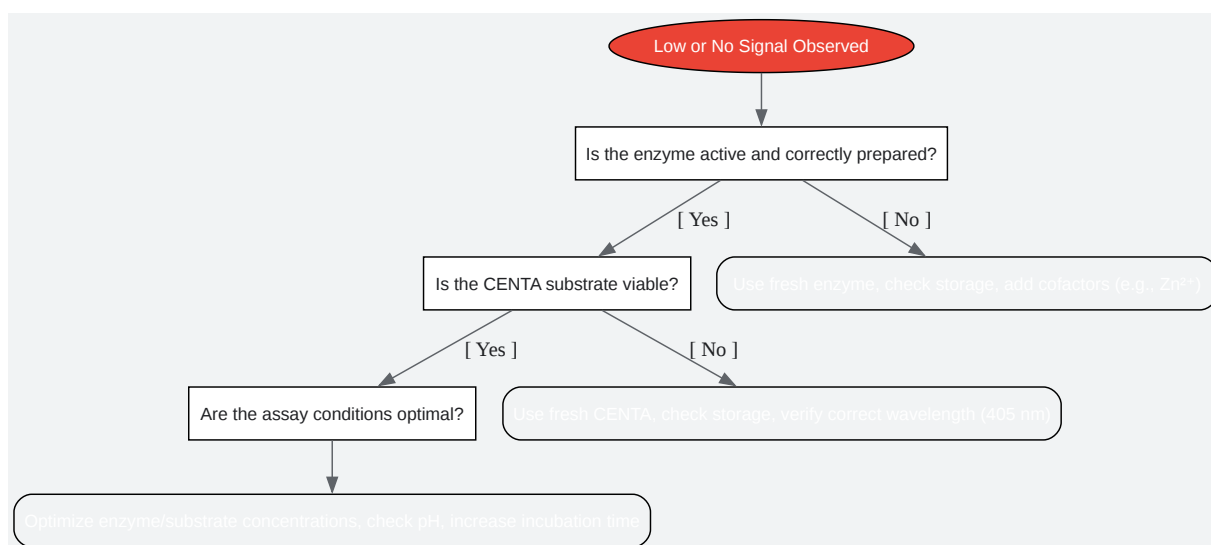 Low or No Signal Observed
Is the enzyme active and correctly prepared?
[ Yes ]
[ No ]
Is the CENTA substrate viable?
Use fresh enzyme, check storage, add cofactors (e.g., Zn²⁺)
[ Yes ]
[ No ]
Are the assay conditions optimal?
Use fresh CENTA, check storage, verify correct wavelength (405 nm)
Optimize enzyme/substrate concentrations, check pH, increase incubation time